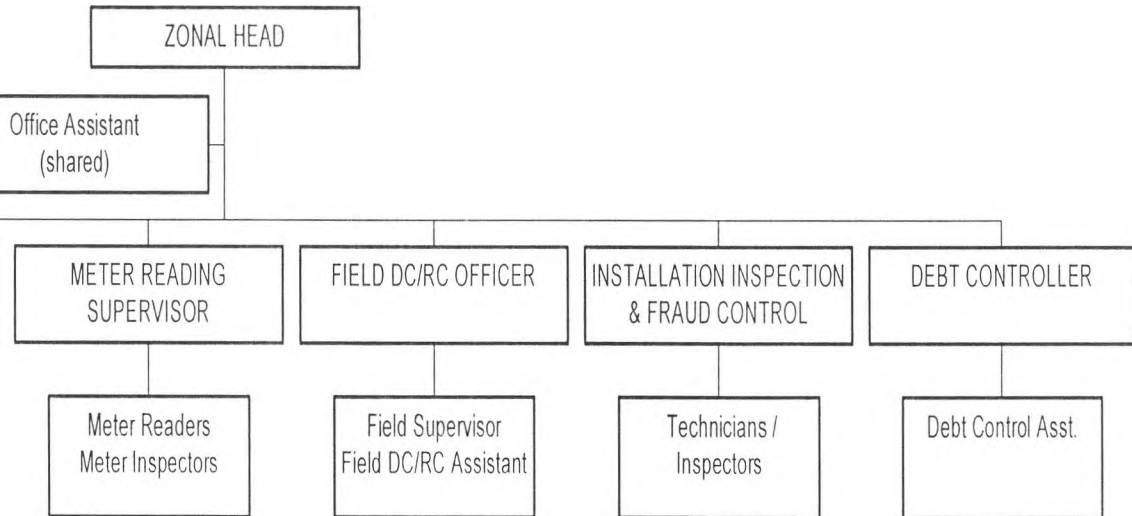 ZONAL HEAD
Office Assistant
(shared)
METER READING
SUPERVISOR
FIELD DC/RC OFFICER
INSTALLATION INSPECTION
& FRAUD CONTROL
DEBT CONTROLLER
Meter Readers
Meter Inspectors
Field Supervisor
Field DC/RC Assistant
Technicians /
Inspectors
Debt Control Asst.